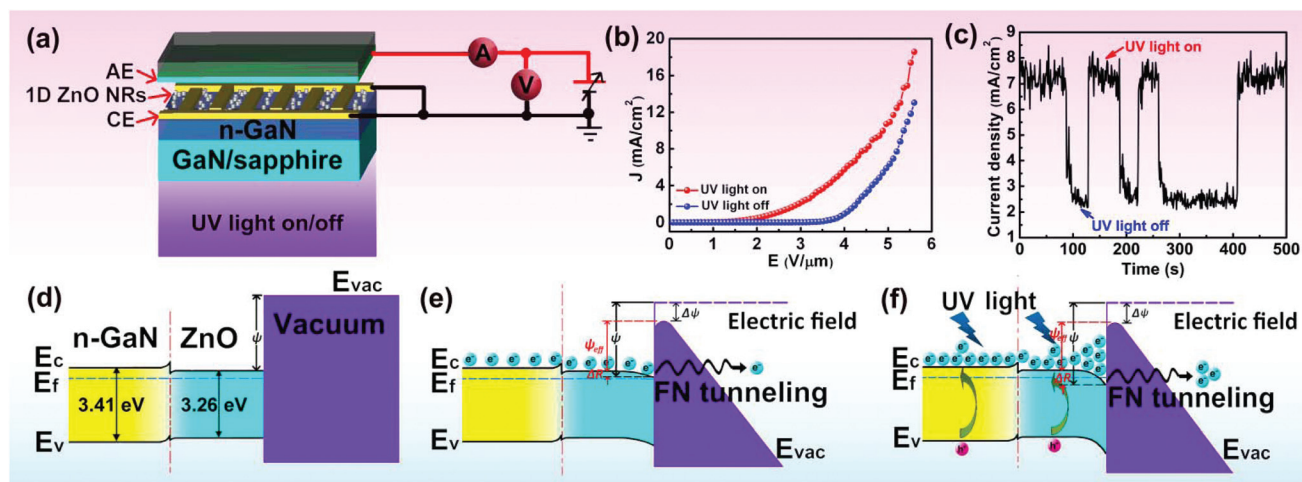 (a)
AE
1D ZnO NRs
CE
n-GaN
GaN/sapphire
UV light on/off
A
V
(b)
J (mA/cm²)
20
16
12
8
4
0
UV light on
UV light off
0 1 2 3 4 5 6
E (V/μm)
(c)
Current density (mA/cm²)
9
8
7
6
5
4
3
2
1
UV light on
UV light off
0 100 200 300 400 500
Time (s)
(d)
Evac
n-GaN ZnO Vacuum
ψ
Ec
Ef
3.41 eV 3.26 eV
Ev
(e)
Δψ
Electric field
ψeff ψ
Ec e⁻ e⁻ e⁻ e⁻ e⁻ e⁻ e⁻ e⁻ e⁻
Ef ΔR
FN tunneling
Ev
Evac
(f)
UV light
Δψ
Electric field
ψeff ψ
Ec
e⁻
Ef ΔR
FN tunneling
Ev
h⁺ h⁺
Evac